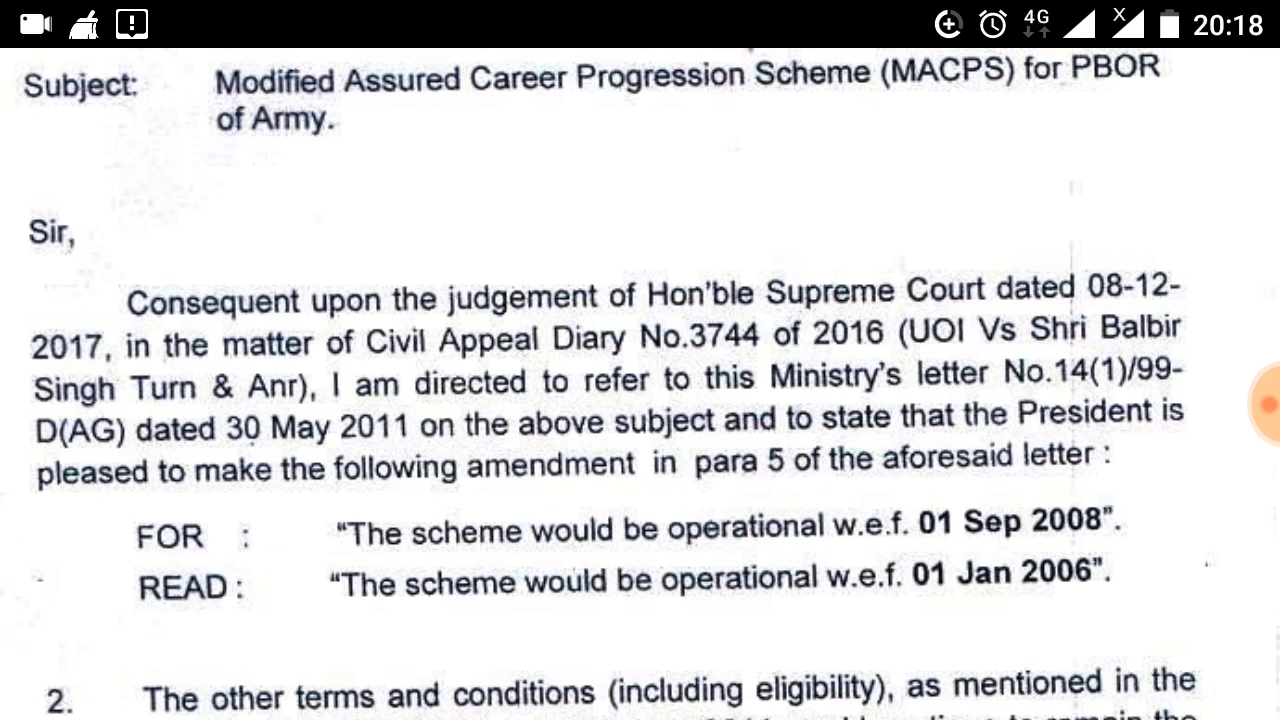 4G X 20:18
Subject: Modified Assured Career Progression Scheme (MACPS) for PBOR
of Army.
Sir,
Consequent upon the judgement of Hon'ble Supreme Court dated 08-12-
2017, in the matter of Civil Appeal Diary No.3744 of 2016 (UOI Vs Shri Balbir
Singh Turn & Anr), I am directed to refer to this Ministry's letter No.14(1)/99-
D(AG) dated 30 May 2011 on the above subject and to state that the President is
pleased to make the following amendment in para 5 of the aforesaid letter :
FOR : "The scheme would be operational w.e.f. 01 Sep 2008".
READ : "The scheme would be operational w.e.f. 01 Jan 2006".
2. The other terms and conditions (including eligibility), as mentioned in the